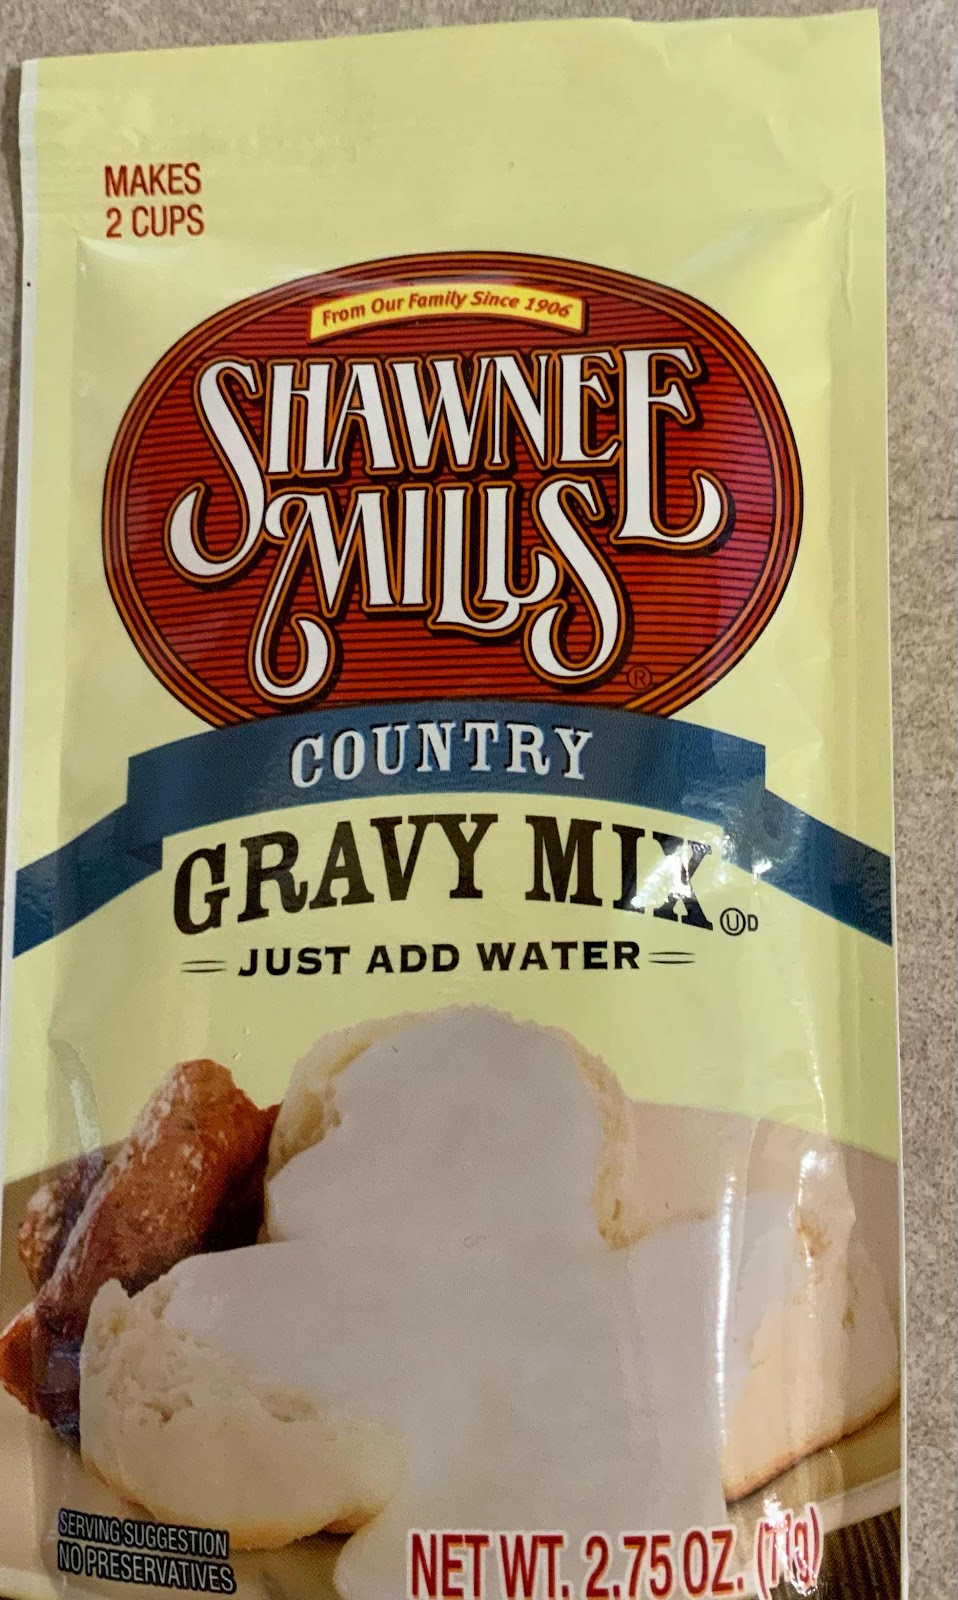 MAKES
2 CUPS
From Our Family Since 1906
SHAWNEE
MILLS
®
COUNTRY
GRAVY MIX
Ⓤ D
JUST ADD WATER
SERVING SUGGESTION
NO PRESERVATIVES
NET WT. 2.75 OZ. (77g)